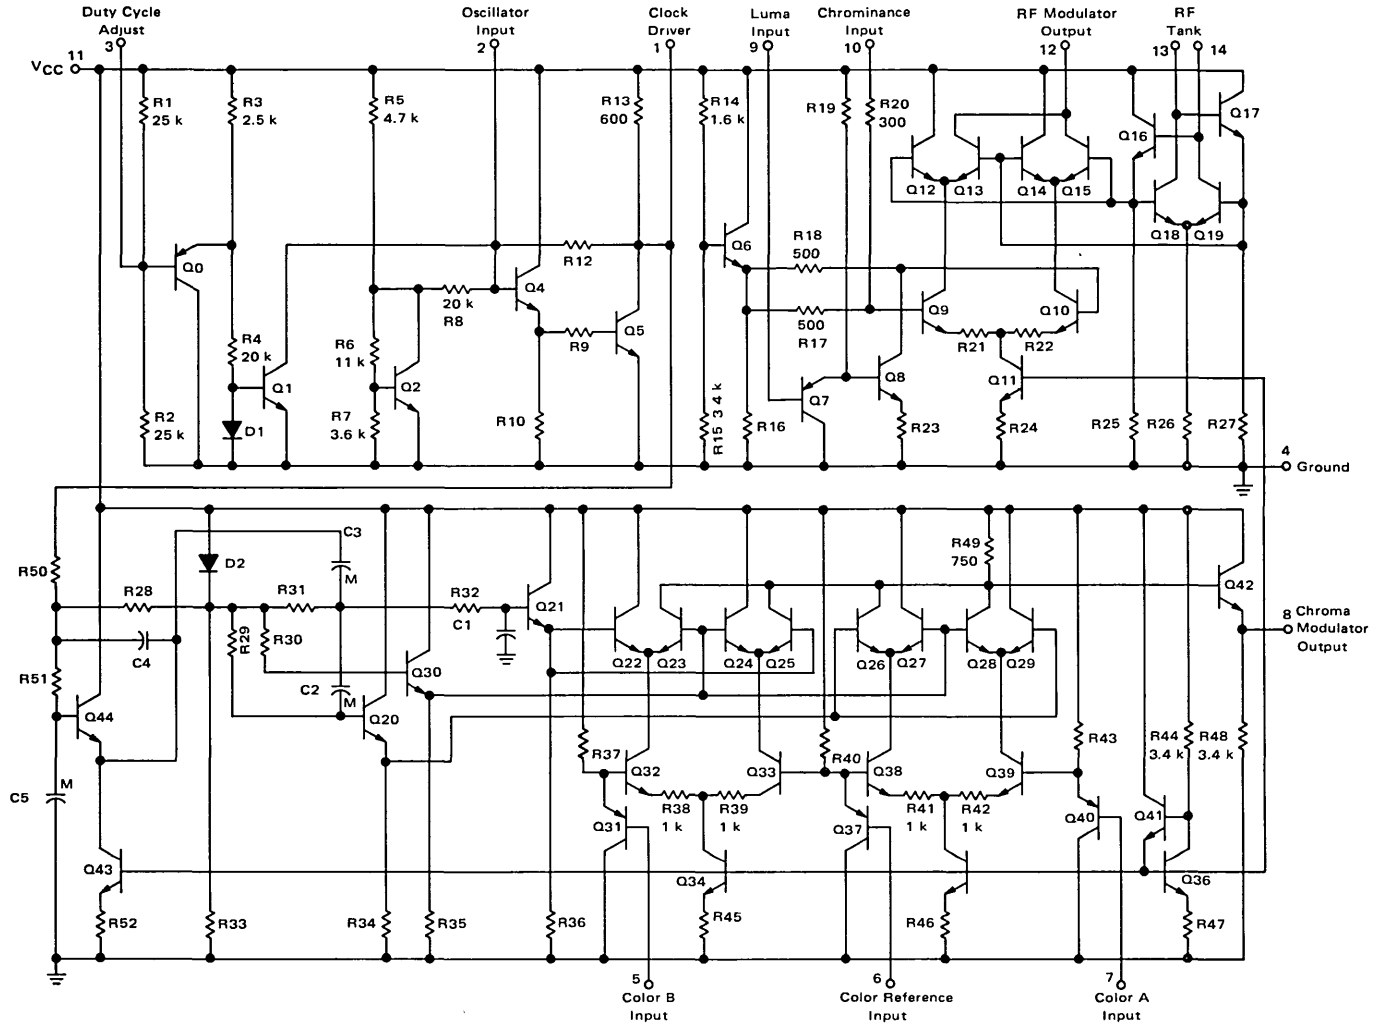 Duty Cycle Adjust
3
Oscillator Input
2
Clock Driver
1
Luma Input
9
Chrominance Input
10
RF Modulator Output
12
RF Tank
13
14
VCC
11
R1
25 k
R3
2.5 k
R5
4.7 k
R13
600
R14
1.6 k
R19
R20
300
Q16
Q17
Q12
Q13
Q14
Q15
Q18
Q19
Q0
R12
Q6
R18
500
Q4
20 k
R8
Q9
Q10
500
R17
R4
20 k
R6
11 k
R9
Q5
R21
R22
Q1
Q2
Q7
Q8
Q11
R2
25 k
D1
R7
3.6 k
R10
R15 3.4 k
R16
R23
R24
R25
R26
R27
4
Ground
C3
M
R50
D2
R49
750
Q42
R28
R31
R32
C1
Q21
8
Chroma Modulator Output
R29
R30
C4
Q22
Q23
Q24
Q25
Q26
Q27
Q28
Q29
R51
C2
M
Q30
Q44
Q20
R37
R40
R43
R44
3.4 k
R48
3.4 k
M
C5
Q32
Q33
Q38
Q39
R38
1 k
R39
1 k
R41
1 k
R42
1 k
Q31
Q37
Q40
Q41
Q43
Q34
Q36
R52
R33
R34
R35
R36
R45
R46
R47
5
Color B Input
6
Color Reference Input
7
Color A Input